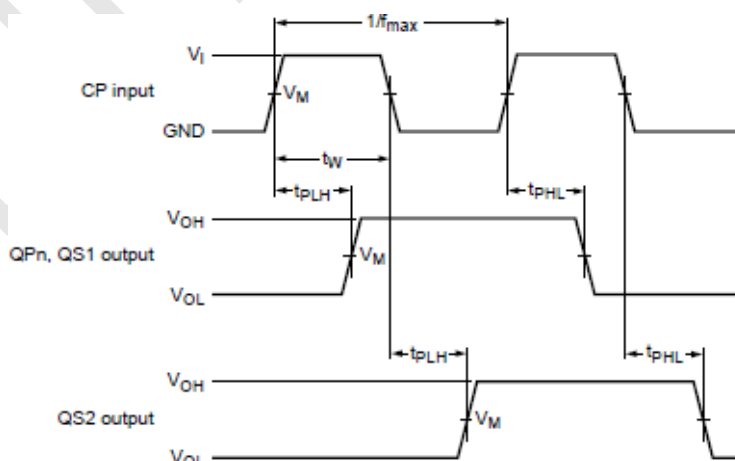 1/fmax
VI
CP input
VM
GND
tW
tPLH
tPHL
VOH
QPn, QS1 output
VM
VOL
tPLH
tPHL
VOH
QS2 output
VM
VOL